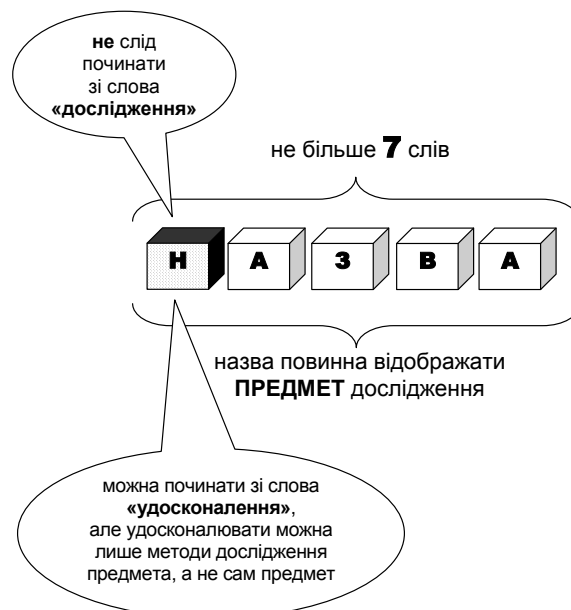 не слід
починати
зі слова
«дослідження»
не більше 7 слів
Н А З В А
назва повинна відображати
ПРЕДМЕТ дослідження
можна починати зі слова
«удосконалення»,
але удосконалювати можна
лише методи дослідження
предмета, а не сам предмет